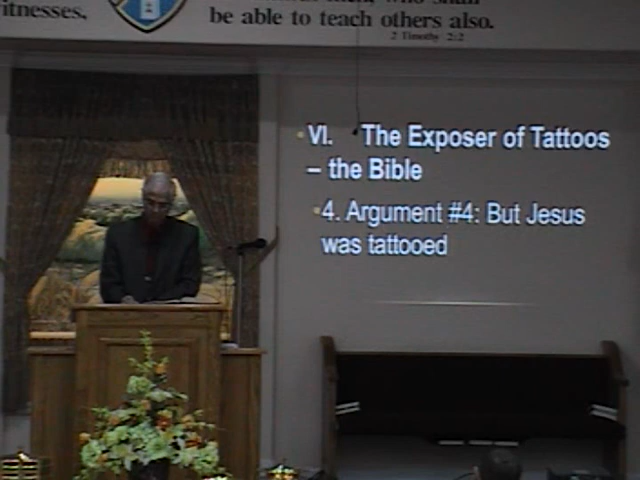 itnesses.
be able to teach others also.
2 Timothy 2:2
VI. The Exposer of Tattoos
– the Bible
4. Argument #4: But Jesus
was tattooed